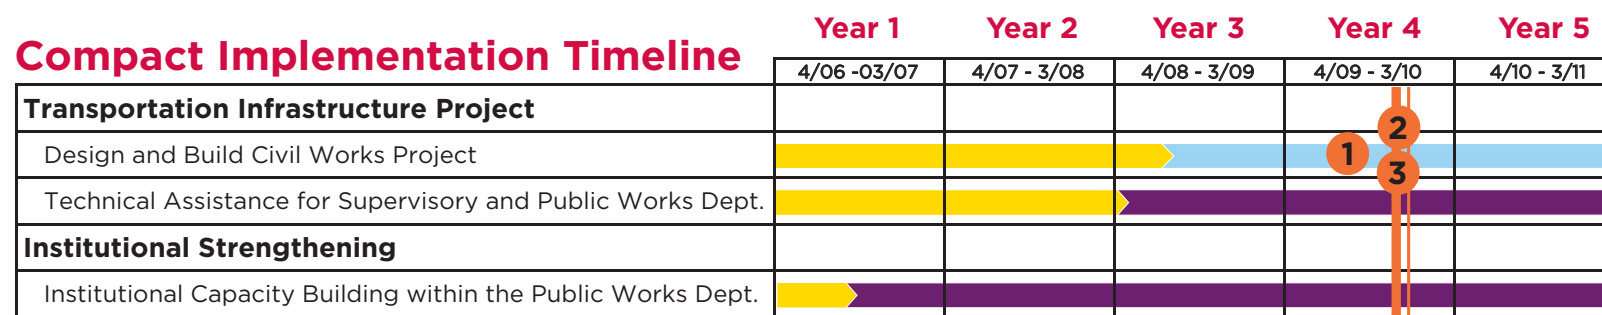 Compact Implementation Timeline
Year 1 Year 2 Year 3 Year 4 Year 5
4/06 -03/07 4/07 - 3/08 4/08 - 3/09 4/09 - 3/10 4/10 - 3/11
Transportation Infrastructure Project
2
Design and Build Civil Works Project 1
3
Technical Assistance for Supervisory and Public Works Dept.
Institutional Strengthening
Institutional Capacity Building within the Public Works Dept.